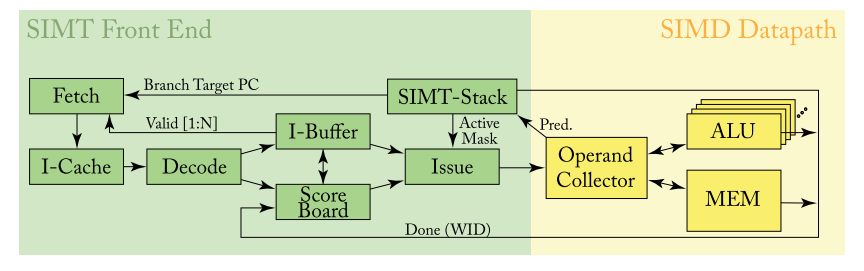 SIMT Front End
SIMD Datapath
Fetch
Branch Target PC
SIMT-Stack
Valid [1:N]
I-Buffer
Active
Mask
Pred.
ALU
I-Cache
Decode
Issue
Operand
Collector
Score
Board
MEM
Done (WID)